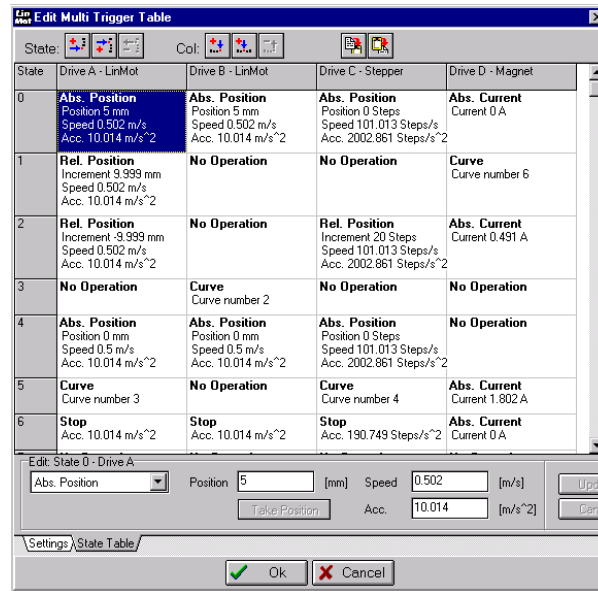 Lin Mot Edit Multi Trigger Table
State: Col:
State Drive A - LinMot Drive B - LinMot Drive C - Stepper Drive D - Magnet
0 Abs. Position Abs. Position Abs. Position Abs. Current
Position 5 mm Position 5 mm Position 0 Steps Current 0 A
Speed 0.502 m/s Speed 0.502 m/s Speed 101.013 Steps/s
Acc. 10.014 m/s^2 Acc. 10.014 m/s^2 Acc. 2002.861 Steps/s^2
1 Rel. Position No Operation No Operation Curve
Increment 9.999 mm Curve number 6
Speed 0.502 m/s
Acc. 10.014 m/s^2
2 Rel. Position No Operation Rel. Position Abs. Current
Increment -9.999 mm Increment 20 Steps Current 0.491 A
Speed 0.502 m/s Speed 101.013 Steps/s
Acc. 10.014 m/s^2 Acc. 2002.861 Steps/s^2
3 No Operation Curve No Operation No Operation
Curve number 2
4 Abs. Position Abs. Position Abs. Position No Operation
Position 0 mm Position 0 mm Position 0 Steps
Speed 0.5 m/s Speed 0.5 m/s Speed 101.013 Steps/s
Acc. 10.014 m/s^2 Acc. 10.014 m/s^2 Acc. 2002.861 Steps/s^2
5 Curve No Operation Curve Abs. Current
Curve number 3 Curve number 4 Current 1.802 A
6 Stop Stop Stop Abs. Current
Acc. 10.014 m/s^2 Acc. 10.014 m/s^2 Acc. 190.749 Steps/s^2 Current 0 A
Edit: State 0 - Drive A
Abs. Position Position 5 [mm] Speed 0.502 [m/s] Upd
Take Position Acc. 10.014 [m/s^2] Can
Settings State Table
Ok Cancel